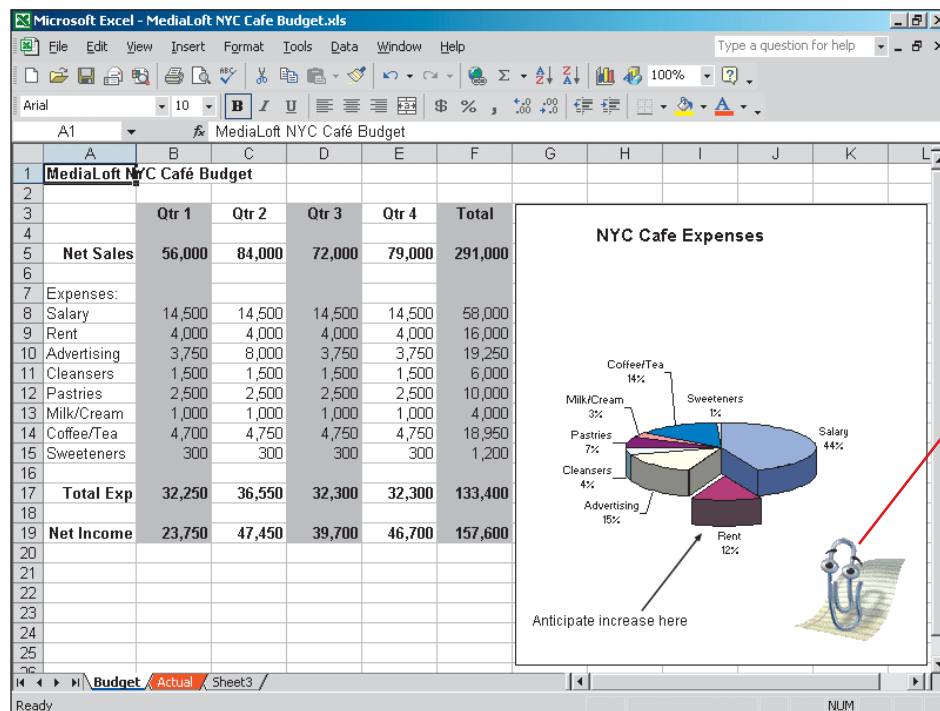 Microsoft Excel - MediaLoft NYC Cafe Budget.xls
File Edit View Insert Format Tools Data Window Help Type a question for help
ABC Σ A Z Z A 100% ?
Arial 10 B I U $ % , .00 .00 A
A1 fx MediaLoft NYC Café Budget
A B C D E F G H I J K L
1 MediaLoft NYC Café Budget
2
3 Qtr 1 Qtr 2 Qtr 3 Qtr 4 Total
4
5 Net Sales 56,000 84,000 72,000 79,000 291,000
6
7 Expenses:
8 Salary 14,500 14,500 14,500 14,500 58,000
9 Rent 4,000 4,000 4,000 4,000 16,000
10 Advertising 3,750 8,000 3,750 3,750 19,250
11 Cleansers 1,500 1,500 1,500 1,500 6,000
12 Pastries 2,500 2,500 2,500 2,500 10,000
13 Milk/Cream 1,000 1,000 1,000 1,000 4,000
14 Coffee/Tea 4,700 4,750 4,750 4,750 18,950
15 Sweeteners 300 300 300 300 1,200
16
17 Total Exp 32,250 36,550 32,300 32,300 133,400
18
19 Net Income 23,750 47,450 39,700 46,700 157,600
20
21
22
23
24
25
26
NYC Cafe Expenses
Coffee/Tea
14%
Sweeteners
1%
Milk/Cream
3%
Salary
44%
Pastries
7%
Cleansers
4%
Advertising
15%
Rent
12%
Anticipate increase here
Budget Actual Sheet3
Ready NUM